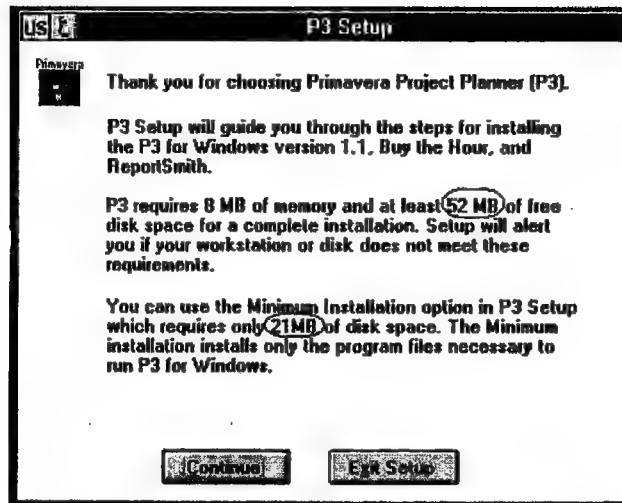 US
P3 Setup
Primavera
Thank you for choosing Primavera Project Planner (P3).
P3 Setup will guide you through the steps for installing
the P3 for Windows version 1.1, Buy the Hour, and
ReportSmith.
P3 requires 8 MB of memory and at least 52 MB of free
disk space for a complete installation. Setup will alert
you if your workstation or disk does not meet these
requirements.
You can use the Minimum Installation option in P3 Setup
which requires only 21MB of disk space. The Minimum
installation installs only the program files necessary to
run P3 for Windows.
Continue
Exit Setup